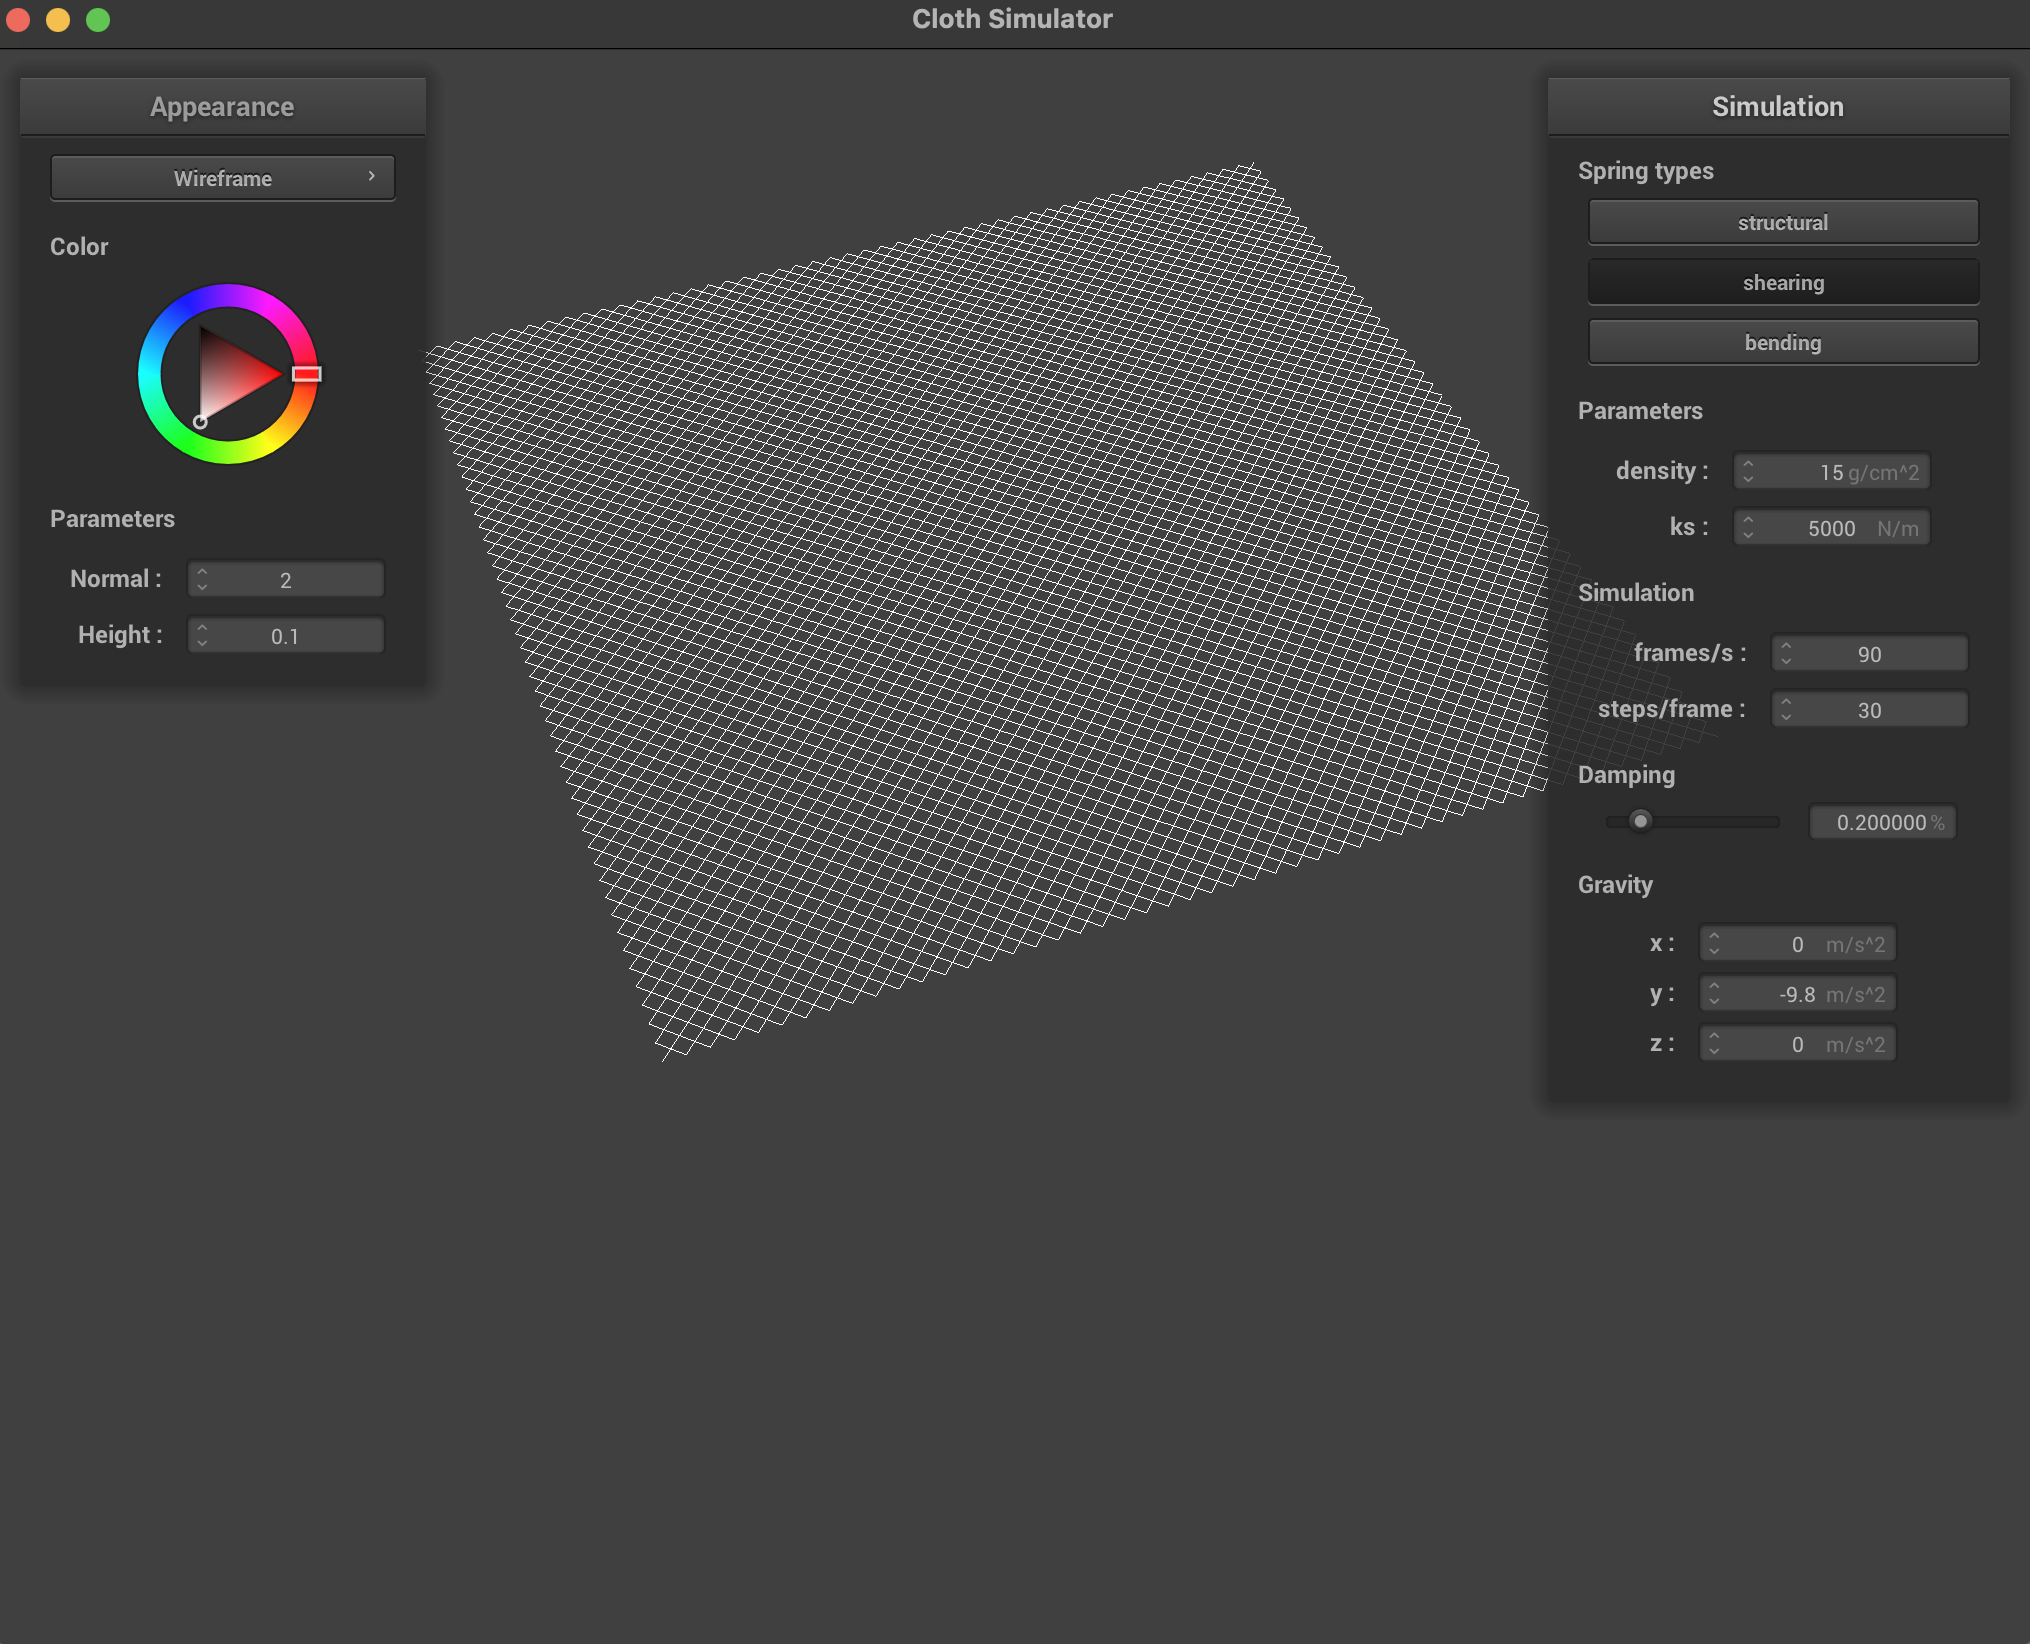 Cloth Simulator
Appearance
Wireframe
Color
Parameters
Normal : 2
Height : 0.1
Simulation
Spring types
structural
shearing
bending
Parameters
density : 15 g/cm^2
ks : 5000 N/m
Simulation
frames/s : 90
steps/frame : 30
Damping
0.200000 %
Gravity
x : 0 m/s^2
y : -9.8 m/s^2
z : 0 m/s^2